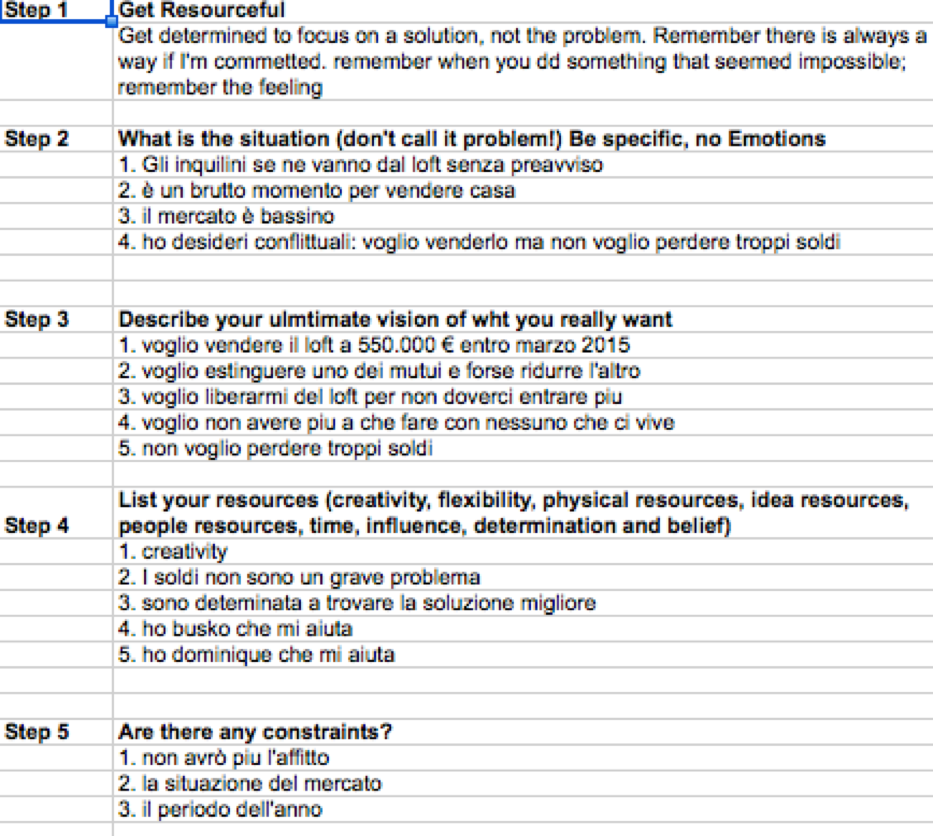 Step 1 Get Resourceful
Get determined to focus on a solution, not the problem. Remember there is always a
way if I'm commetted. remember when you dd something that seemed impossible;
remember the feeling
Step 2 What is the situation (don't call it problem!) Be specific, no Emotions
1. Gli inquilini se ne vanno dal loft senza preavviso
2. è un brutto momento per vendere casa
3. il mercato è bassino
4. ho desideri conflittuali: voglio venderlo ma non voglio perdere troppi soldi
Step 3 Describe your ulmtimate vision of wht you really want
1. voglio vendere il loft a 550.000 € entro marzo 2015
2. voglio estinguere uno dei mutui e forse ridurre l'altro
3. voglio liberarmi del loft per non doverci entrare piu
4. voglio non avere piu a che fare con nessuno che ci vive
5. non voglio perdere troppi soldi
List your resources (creativity, flexibility, physical resources, idea resources,
Step 4 people resources, time, influence, determination and belief)
1. creativity
2. I soldi non sono un grave problema
3. sono deteminata a trovare la soluzione migliore
4. ho busko che mi aiuta
5. ho dominique che mi aiuta
Step 5 Are there any constraints?
1. non avrò piu l'affitto
2. la situazione del mercato
3. il periodo dell'anno